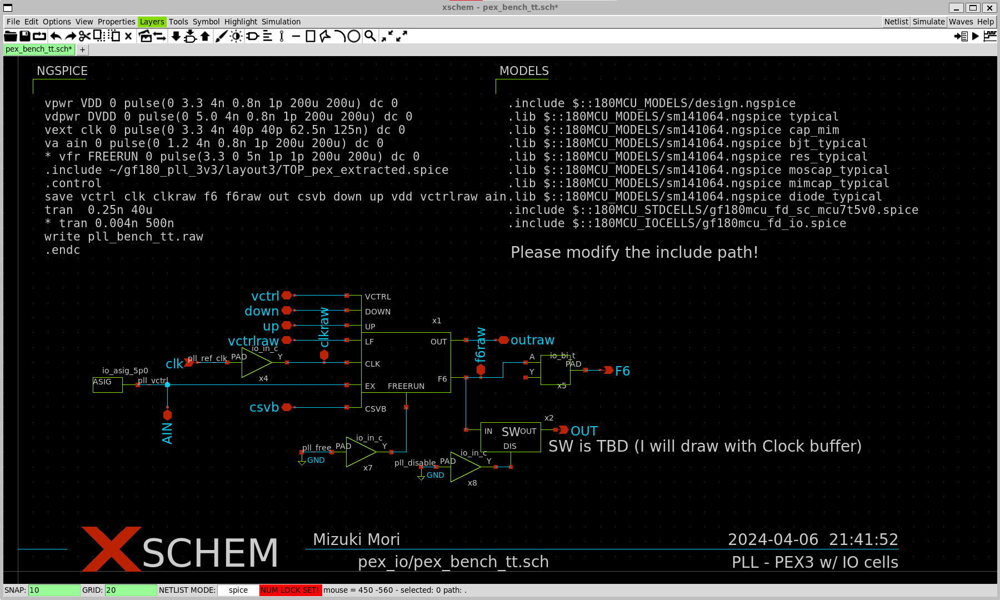 xschem - pex_bench_tt.sch*
File Edit Options View Properties Layers Tools Symbol Highlight Simulation Netlist Simulate Waves Help
pex_bench_tt.sch* +
NGSPICE
vpwr VDD 0 pulse(0 3.3 4n 0.8n 1p 200u 200u) dc 0
vdpwr DVDD 0 pulse(0 5.0 4n 0.8n 1p 200u 200u) dc 0
vext clk 0 pulse(0 3.3 4n 40p 40p 62.5n 125n) dc 0
va ain 0 pulse(0 1.2 4n 0.8n 1p 200u 200u) dc 0
* vfr FREERUN 0 pulse(3.3 0 5n 1p 1p 200u 200u) dc 0
.include ~/gf180_pll_3v3/layout3/TOP_pex_extracted.spice
.control
save vctrl clk clkraw f6 f6raw out csvb down up vdd vctrlraw ain
tran  0.25n 40u
* tran 0.004n 500n
write pll_bench_tt.raw
.endc
MODELS
.include $::180MCU_MODELS/design.ngspice
.lib $::180MCU_MODELS/sm141064.ngspice typical
.lib $::180MCU_MODELS/sm141064.ngspice cap_mim
.lib $::180MCU_MODELS/sm141064.ngspice bjt_typical
.lib $::180MCU_MODELS/sm141064.ngspice res_typical
.lib $::180MCU_MODELS/sm141064.ngspice moscap_typical
.lib $::180MCU_MODELS/sm141064.ngspice mimcap_typical
.lib $::180MCU_MODELS/sm141064.ngspice diode_typical
.include $::180MCU_STDCELLS/gf180mcu_fd_sc_mcu7t5v0.spice
.include $::180MCU_IOCELLS/gf180mcu_fd_io.spice
Please modify the include path!
vctrl
down
up
vctrlraw
clkraw
VCTRL
DOWN
UP
LF
CLK
EX
FREERUN
CSVB
x1
OUT
F6
outraw
f6raw
io_in_c
PAD
Y
x4
clk
pll_ref_clk
io_asig_5p0
ASIG
pll_vctrl
AIN
csvb
A
Y
io_bi_t
PAD
x5
F6
x2
IN
SW
OUT
DIS
OUT
SW is TBD (I will draw with Clock buffer)
io_in_c
pll_free
PAD
Y
GND
x7
io_in_c
pll_disable
PAD
Y
GND
x8
XSCHEM
Mizuki Mori
2024-04-06 21:41:52
pex_io/pex_bench_tt.sch
PLL - PEX3 w/ IO cells
SNAP: 10 GRID: 20 NETLIST MODE: spice NUM LOCK SET! mouse = 450 -560 - selected: 0 path: .